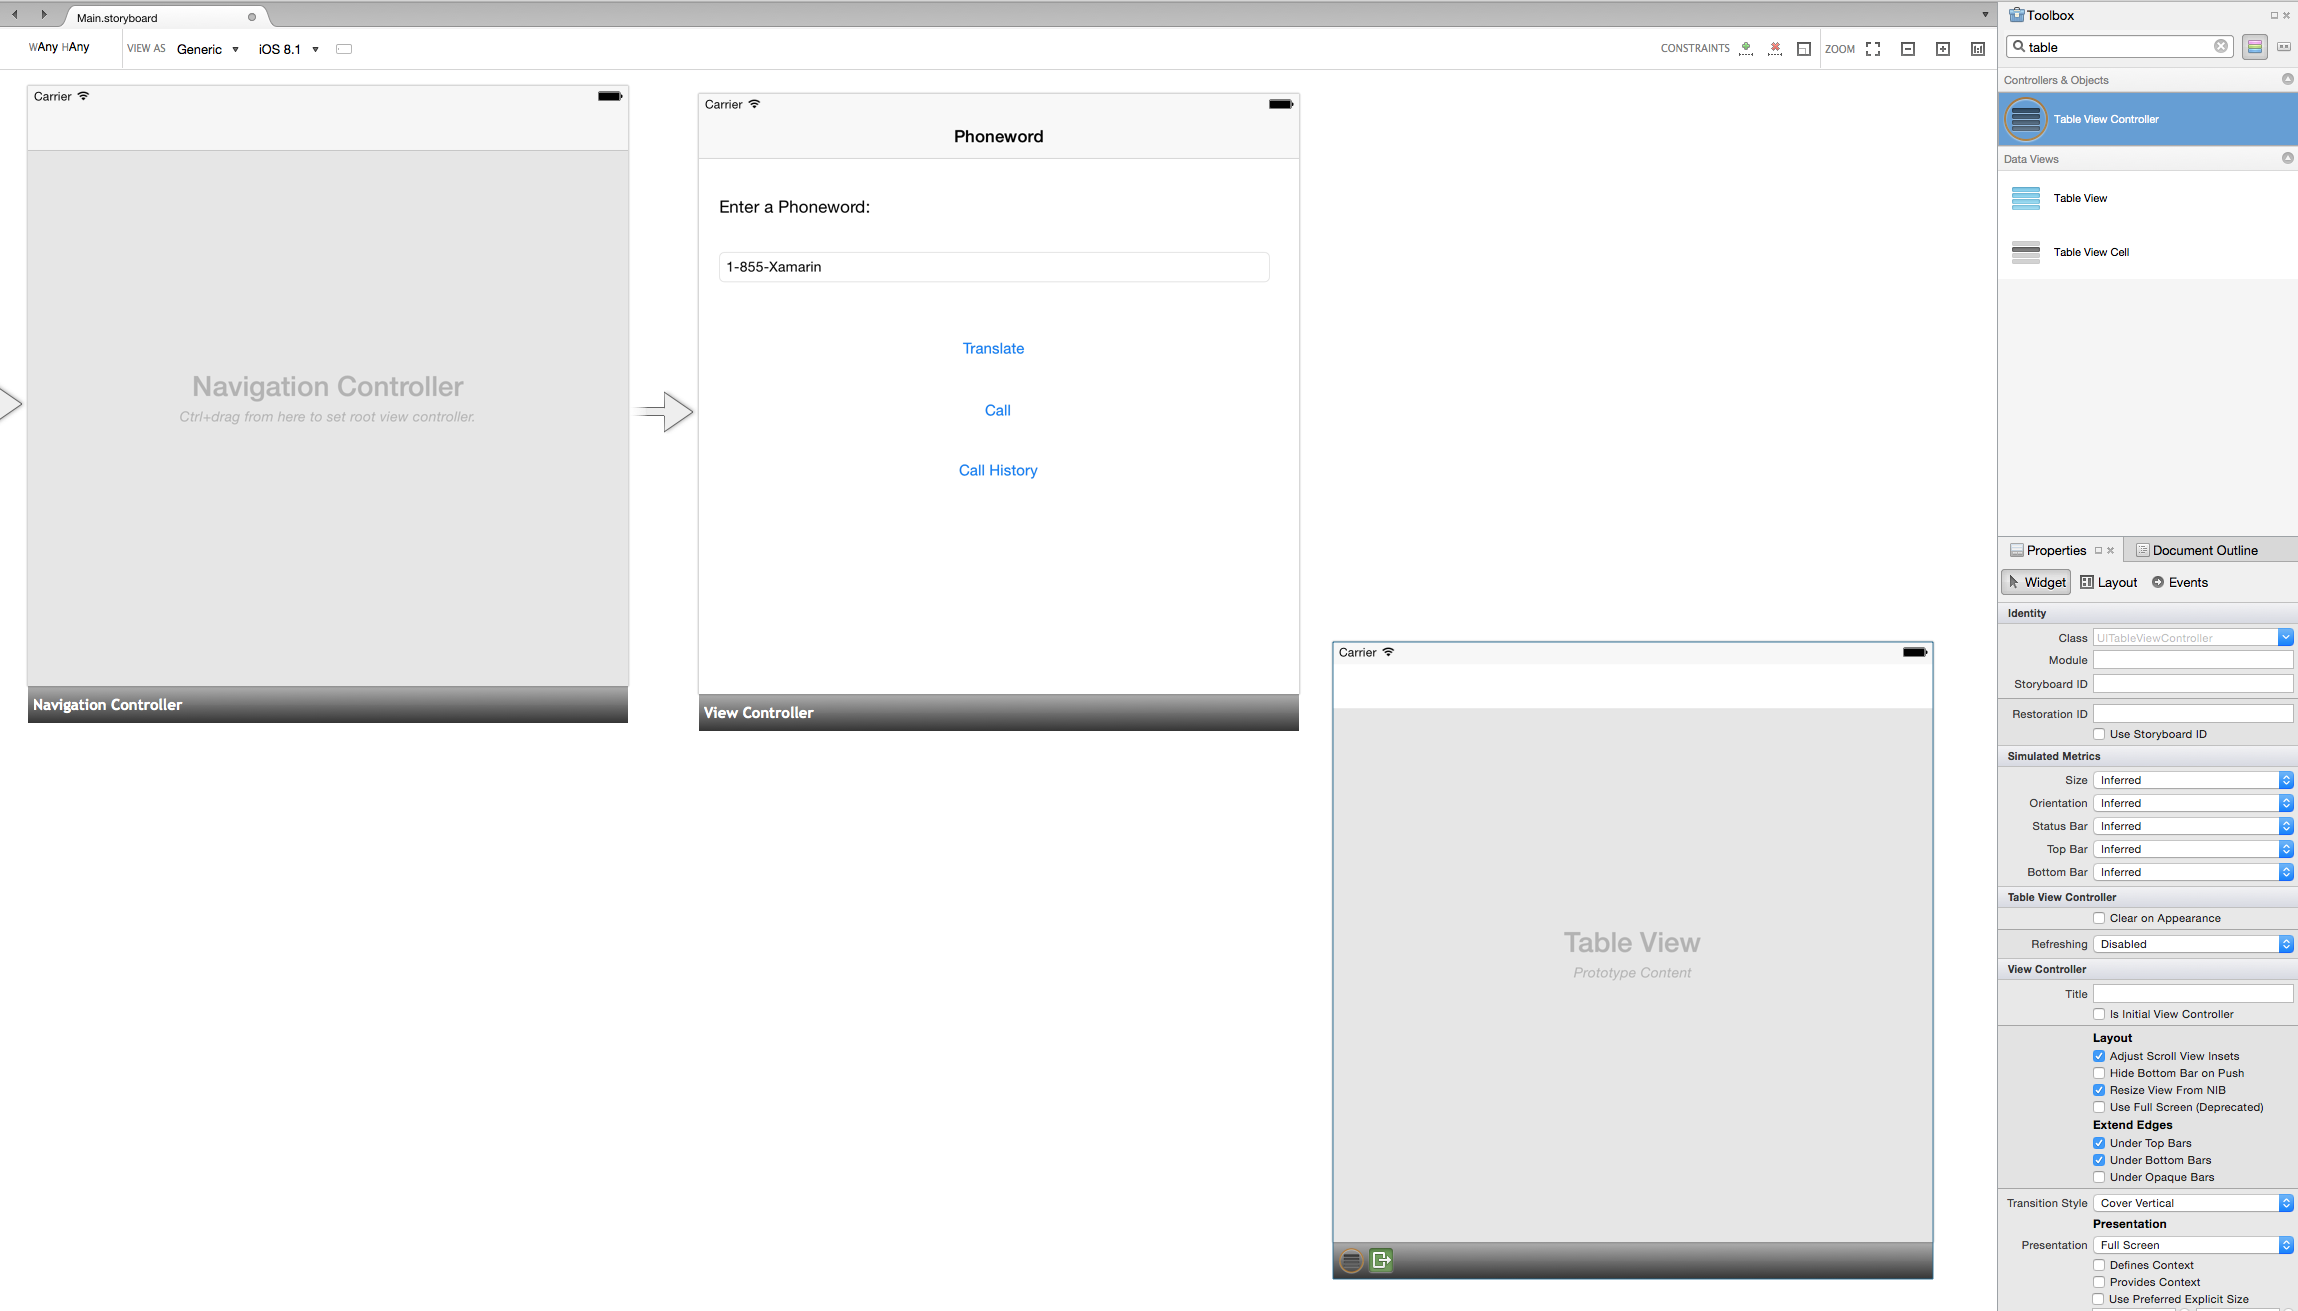 Main.storyboard
wAny hAny
VIEW AS
Generic
iOS 8.1
CONSTRAINTS
ZOOM
Carrier
Navigation Controller
Ctrl+drag from here to set root view controller.
Navigation Controller
Carrier
Phoneword
Enter a Phoneword:
1-855-Xamarin
Translate
Call
Call History
View Controller
Carrier
Table View
Prototype Content
Toolbox
table
Controllers & Objects
Table View Controller
Data Views
Table View
Table View Cell
Properties
Document Outline
Widget
Layout
Events
Identity
Class UITableViewController
Module
Storyboard ID
Restoration ID
Use Storyboard ID
Simulated Metrics
Size Inferred
Orientation Inferred
Status Bar Inferred
Top Bar Inferred
Bottom Bar Inferred
Table View Controller
Clear on Appearance
Refreshing Disabled
View Controller
Title
Is Initial View Controller
Layout
Adjust Scroll View Insets
Hide Bottom Bar on Push
Resize View From NIB
Use Full Screen (Deprecated)
Extend Edges
Under Top Bars
Under Bottom Bars
Under Opaque Bars
Transition Style Cover Vertical
Presentation
Presentation Full Screen
Defines Context
Provides Context
Use Preferred Explicit Size